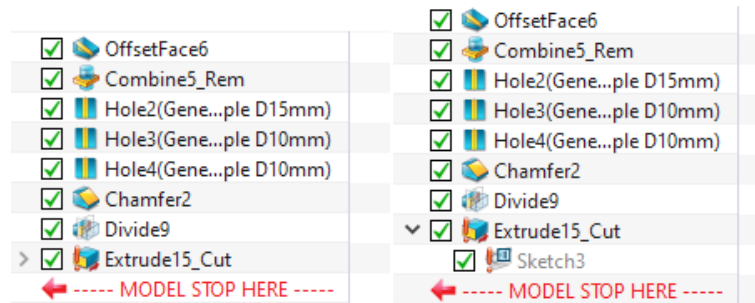 OffsetFace6
Combine5_Rem
Hole2(Gene...ple D15mm)
Hole3(Gene...ple D10mm)
Hole4(Gene...ple D10mm)
Chamfer2
Divide9
Extrude15_Cut
----- MODEL STOP HERE -----
OffsetFace6
Combine5_Rem
Hole2(Gene...ple D15mm)
Hole3(Gene...ple D10mm)
Hole4(Gene...ple D10mm)
Chamfer2
Divide9
Extrude15_Cut
Sketch3
----- MODEL STOP HERE -----